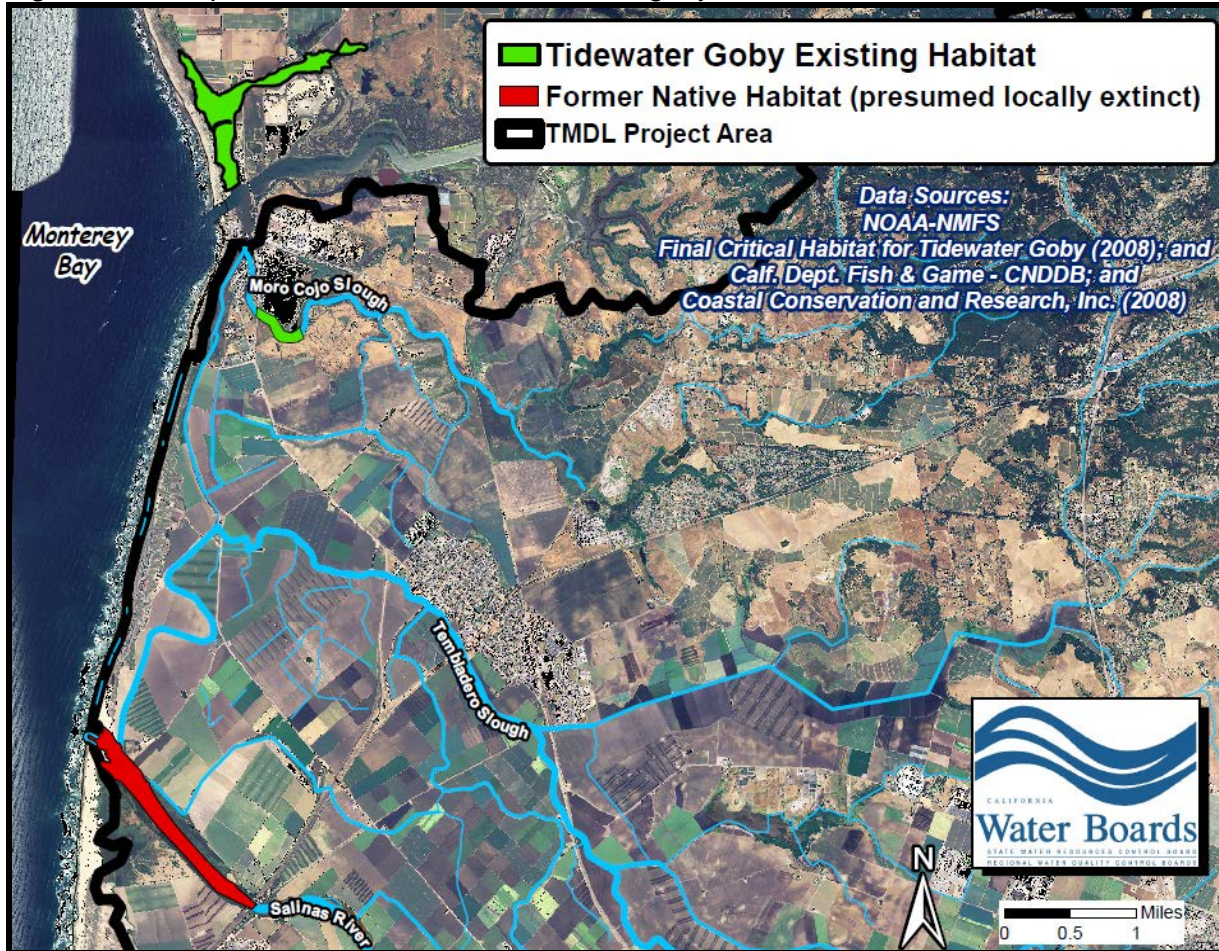 Tidewater Goby Existing Habitat
Former Native Habitat (presumed locally extinct)
TMDL Project Area
Data Sources:
NOAA-NMFS
Final Critical Habitat for Tidewater Goby (2008); and
Calf. Dept. Fish & Game - CNDDB; and
Coastal Conservation and Research, Inc. (2008)
Monterey
Bay
Moro Cojo Slough
Tembladero Slough
Salinas River
CALIFORNIA
Water Boards
STATE WATER RESOURCES CONTROL BOARD
REGIONAL WATER QUALITY CONTROL BOARDS
N
Miles
0 0.5 1